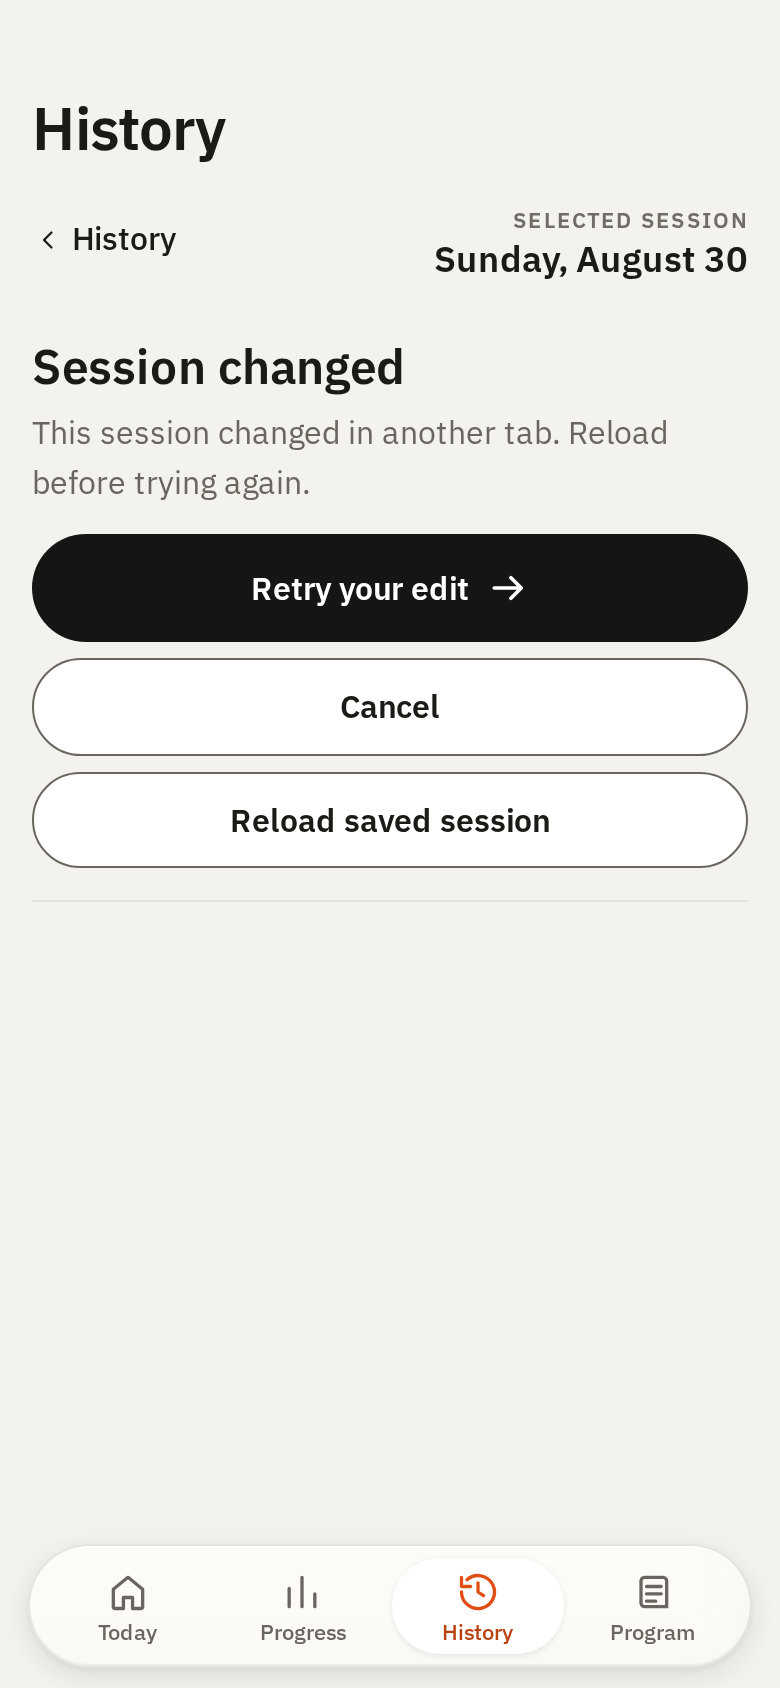 History
History
SELECTED SESSION
Sunday, August 30
Session changed
This session changed in another tab. Reload
before trying again.
Retry your edit
Cancel
Reload saved session
Today
Progress
History
Program